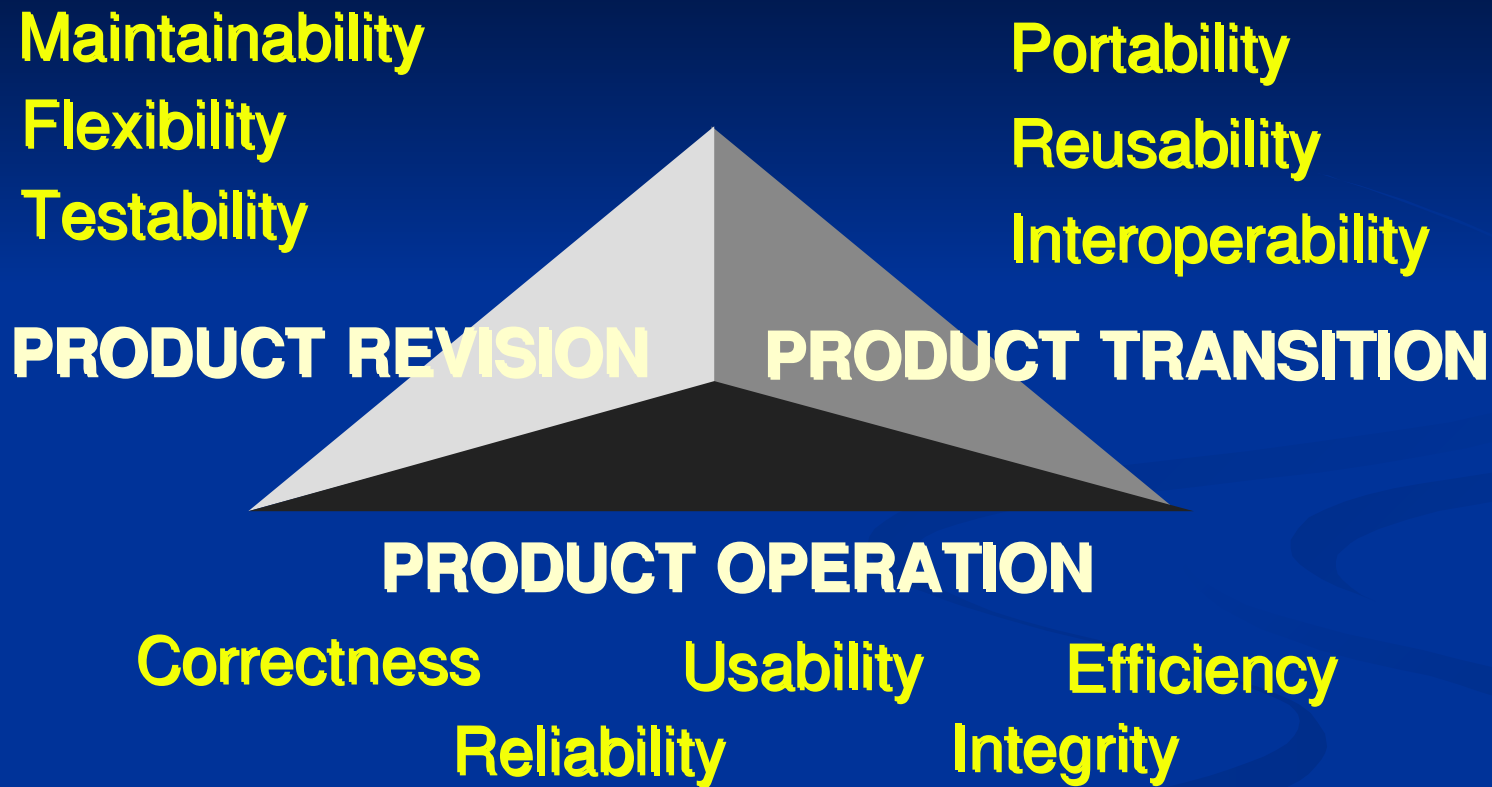 Maintainability
Flexibility
Testability
Portability
Reusability
Interoperability
PRODUCT REVISION
PRODUCT TRANSITION
PRODUCT OPERATION
Correctness
Usability
Efficiency
Reliability
Integrity